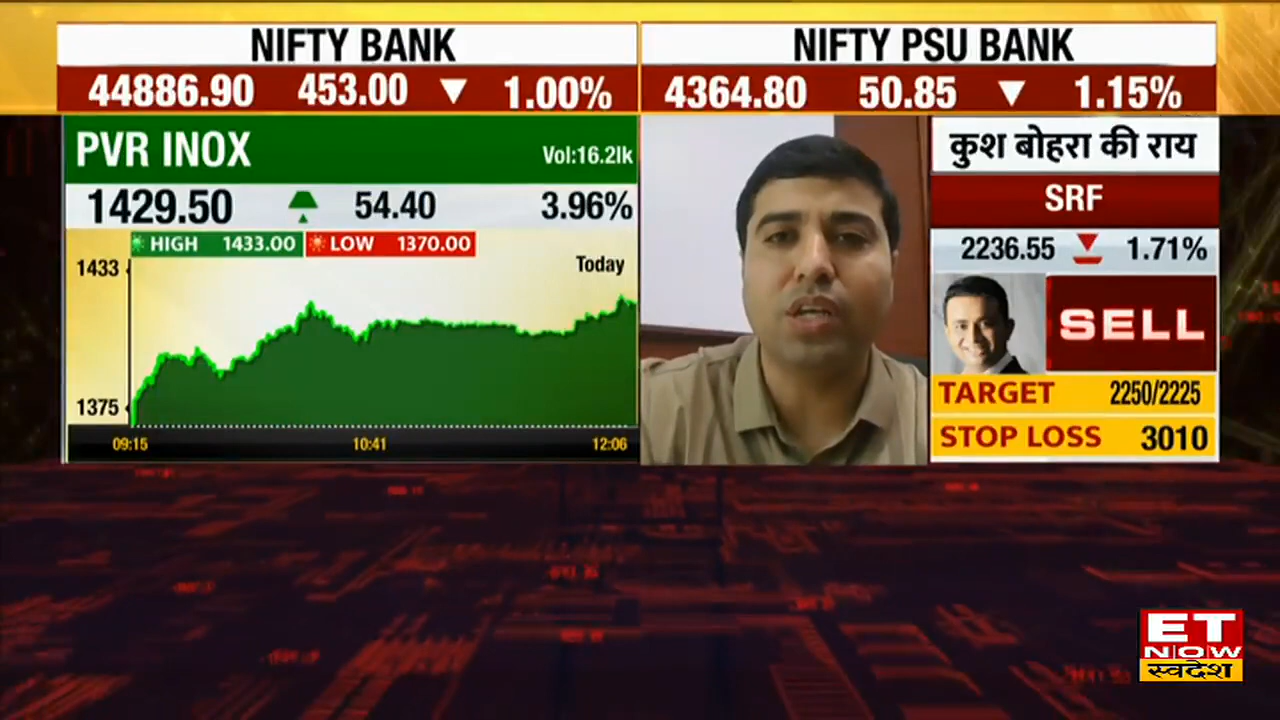 NIFTY BANK
44886.90 453.00 ▼ 1.00%
NIFTY PSU BANK
4364.80 50.85 ▼ 1.15%
PVR INOX Vol:16.2lk
1429.50 54.40 3.96%
HIGH 1433.00 LOW 1370.00
Today
1433
1375
09:15 10:41 12:06
कुश बोहरा की राय
SRF
2236.55 1.71%
SELL
TARGET 2250/2225
STOP LOSS 3010
ET
NOW
स्वदेश